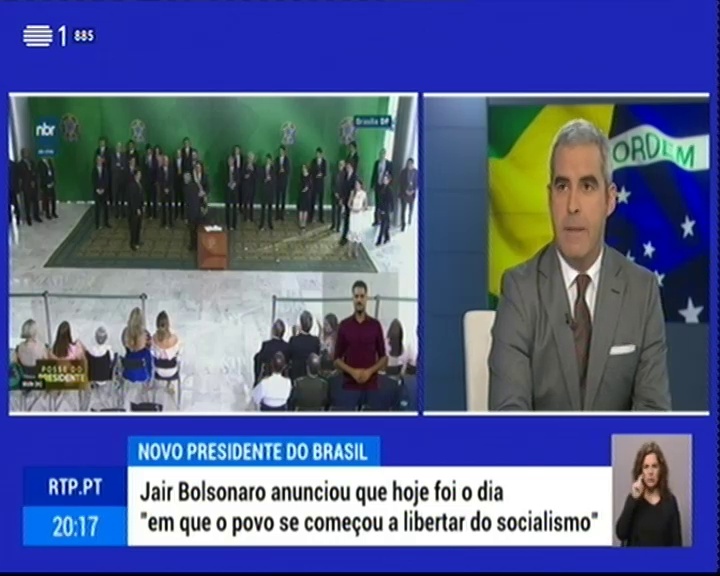 1 885
nbr
Brasília DF
ORDEM
POSSE DO
PRESIDENTE
NOVO PRESIDENTE DO BRASIL
RTP.PT
20:17
Jair Bolsonaro anunciou que hoje foi o dia
"em que o povo se começou a libertar do socialismo"